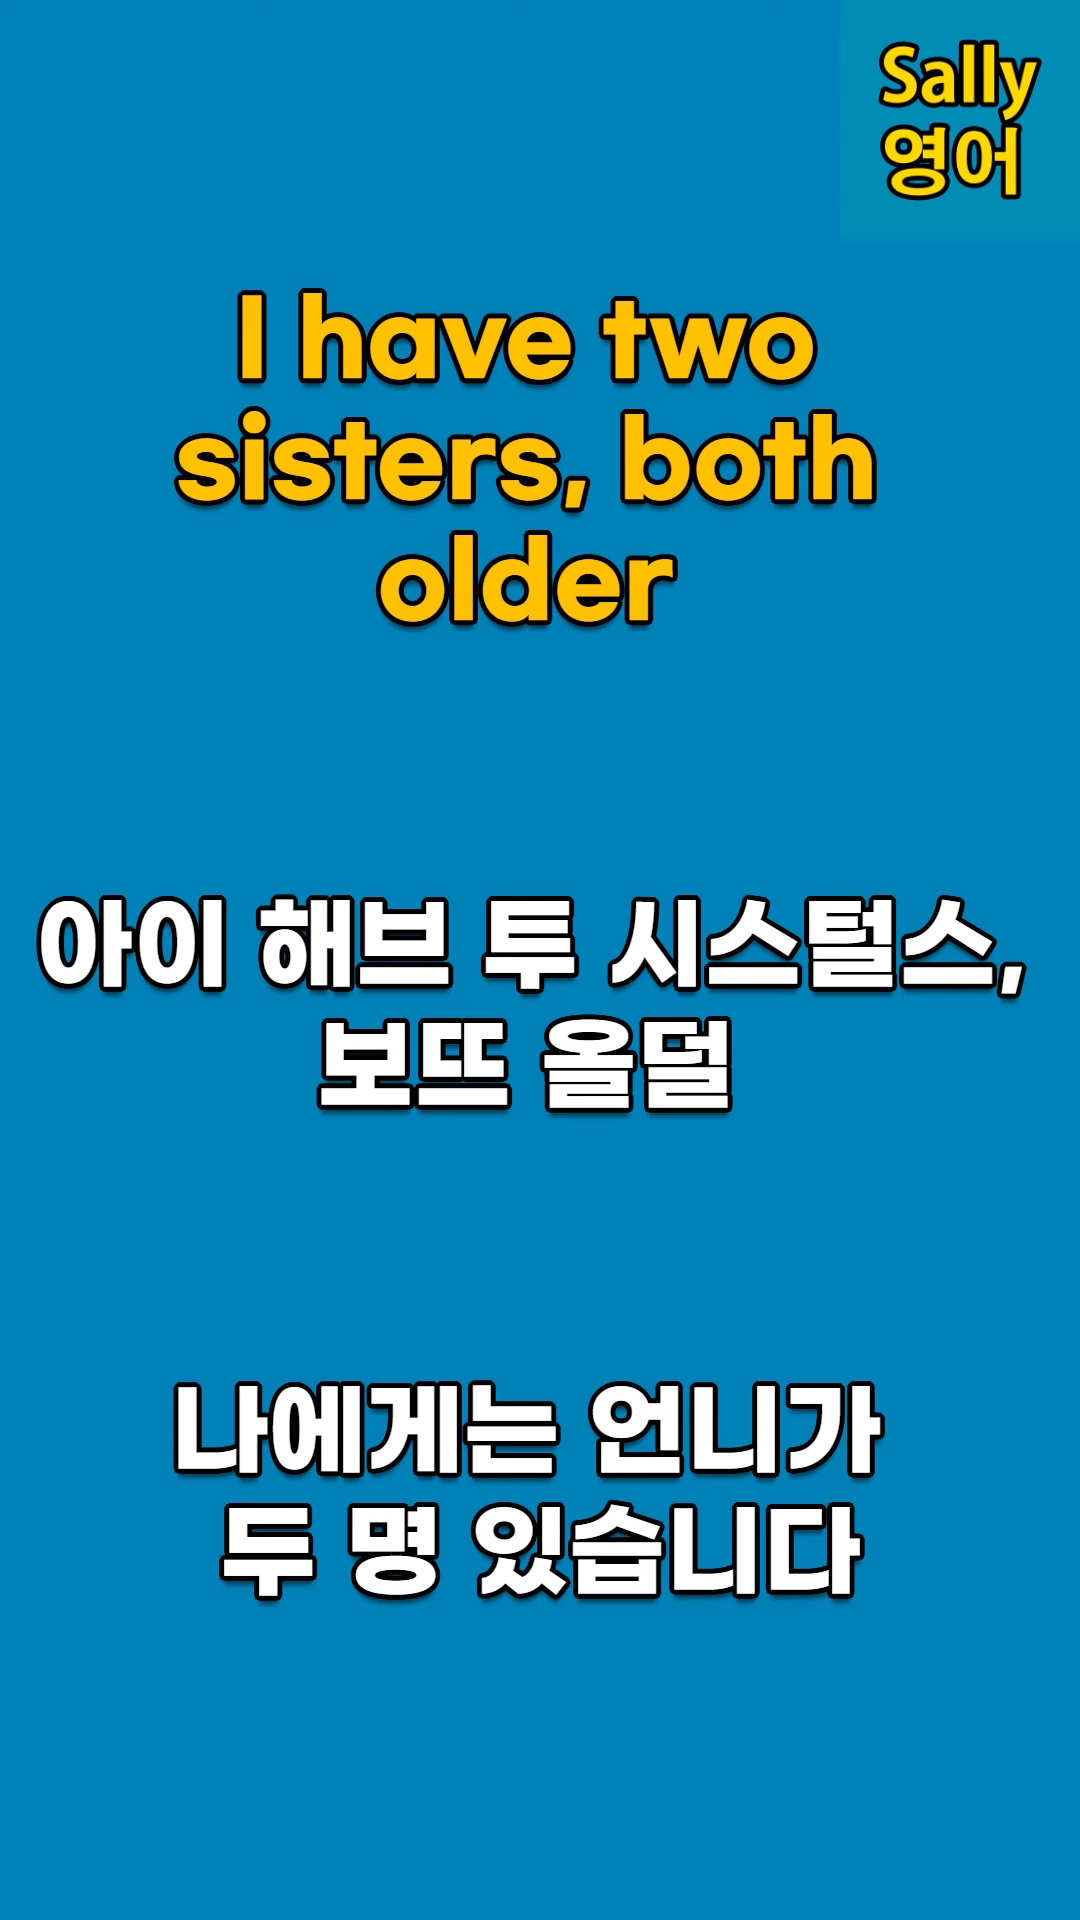 Sally
영어
I have two
sisters, both
older
아이 해브 투 시스털스,
보뜨 올덜
나에게는 언니가
두 명 있습니다